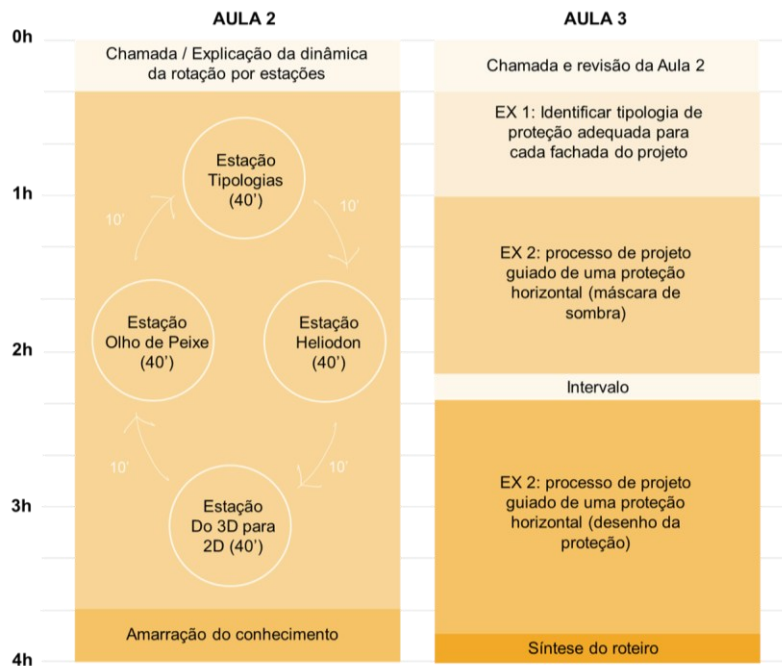 AULA 2
AULA 3
0h
1h
2h
3h
4h
Chamada / Explicação da dinâmica
da rotação por estações
Estação
Tipologias
(40’)
10’
10’
Estação
Olho de Peixe
(40’)
Estação
Heliodon
(40’)
10’
10’
Estação
Do 3D para
2D (40’)
Amarração do conhecimento
Chamada e revisão da Aula 2
EX 1: Identificar tipologia de
proteção adequada para
cada fachada do projeto
EX 2: processo de projeto
guiado de uma proteção
horizontal (máscara de
sombra)
Intervalo
EX 2: processo de projeto
guiado de uma proteção
horizontal (desenho da
proteção)
Síntese do roteiro